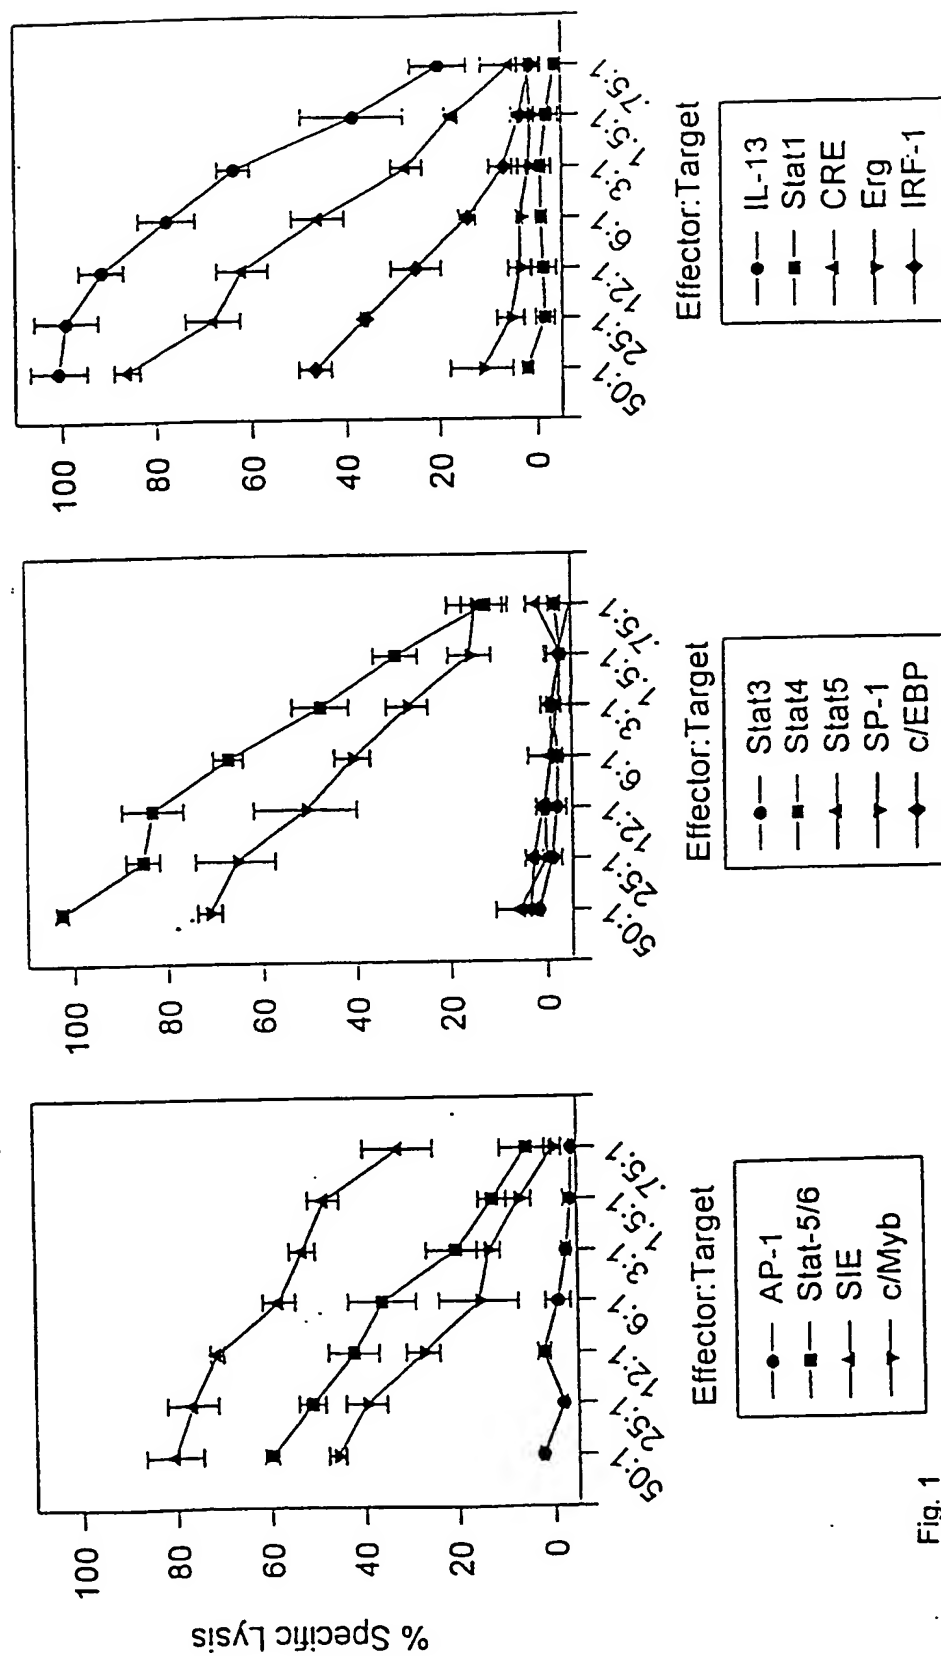 % Specific Lysis
100
80
60
40
20
0
50:1
25:1
12:1
6:1
3:1
1.5:1
.75:1
Effector:Target
AP-1
Stat-5/6
SIE
c/Myb
100
80
60
40
20
0
50:1
25:1
12:1
6:1
3:1
1.5:1
.75:1
Effector:Target
Stat3
Stat4
Stat5
SP-1
c/EBP
100
80
60
40
20
0
50:1
25:1
12:1
6:1
3:1
1.5:1
.75:1
Effector:Target
IL-13
Stat1
CRE
Erg
IRF-1
Fig. 1